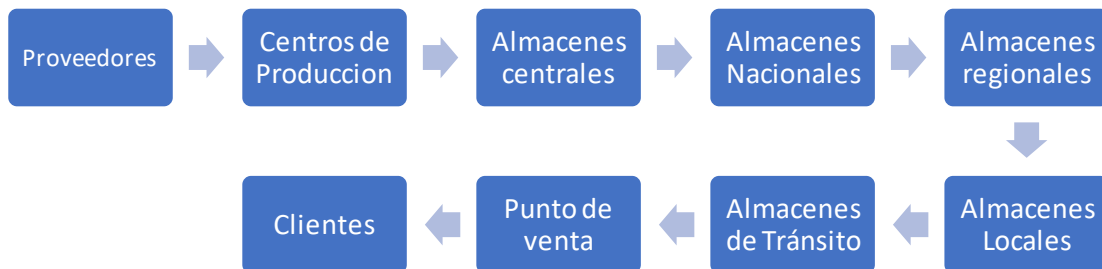 Proveedores
Centros de
Produccion
Almacenes
centrales
Almacenes
Nacionales
Almacenes
regionales
Almacenes
Locales
Almacenes
de Tránsito
Punto de
venta
Clientes